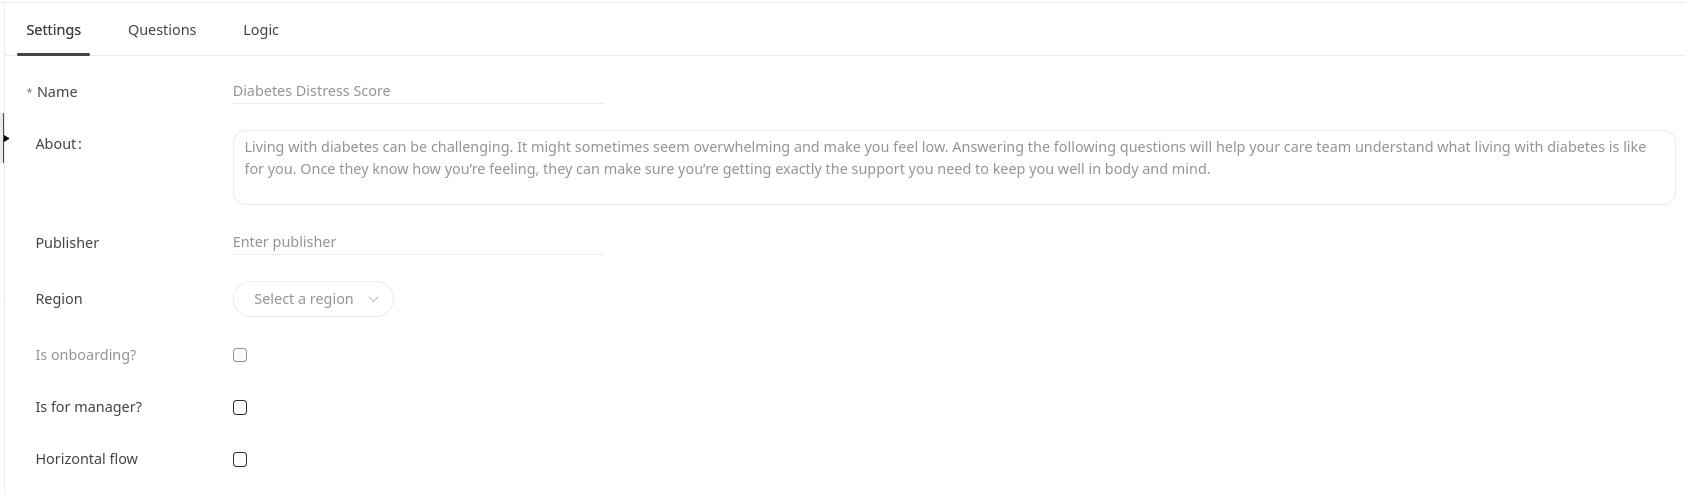 Settings Questions Logic
* Name Diabetes Distress Score
About: Living with diabetes can be challenging. It might sometimes seem overwhelming and make you feel low. Answering the following questions will help your care team understand what living with diabetes is like
for you. Once they know how you’re feeling, they can make sure you’re getting exactly the support you need to keep you well in body and mind.
Publisher Enter publisher
Region Select a region
Is onboarding?
Is for manager?
Horizontal flow